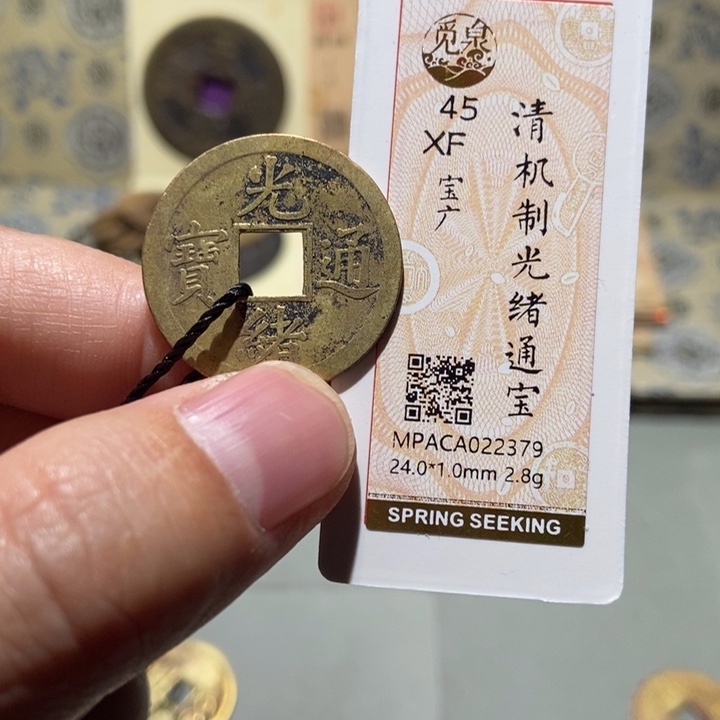 光
緒
通
寶
觅泉
45
XF
宝广
清机制光绪通宝
MPACA022379
24.0*1.0mm 2.8g
SPRING SEEKING